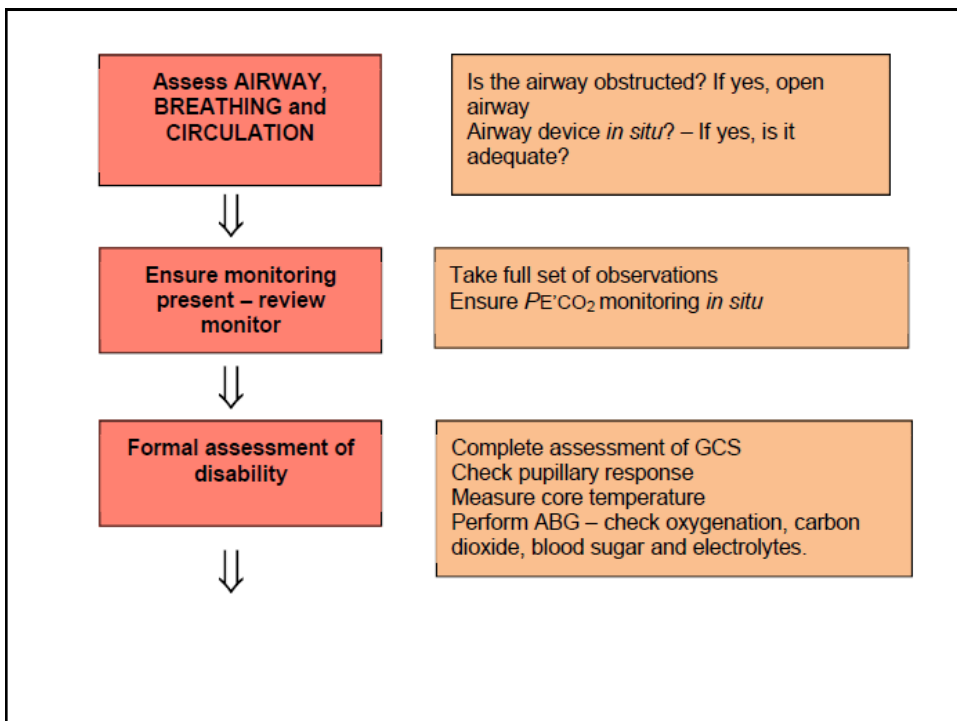 Assess AIRWAY,
BREATHING and
CIRCULATION
Is the airway obstructed? If yes, open
airway
Airway device in situ? – If yes, is it
adequate?
Ensure monitoring
present – review
monitor
Take full set of observations
Ensure PE'CO₂ monitoring in situ
Formal assessment of
disability
Complete assessment of GCS
Check pupillary response
Measure core temperature
Perform ABG – check oxygenation, carbon
dioxide, blood sugar and electrolytes.